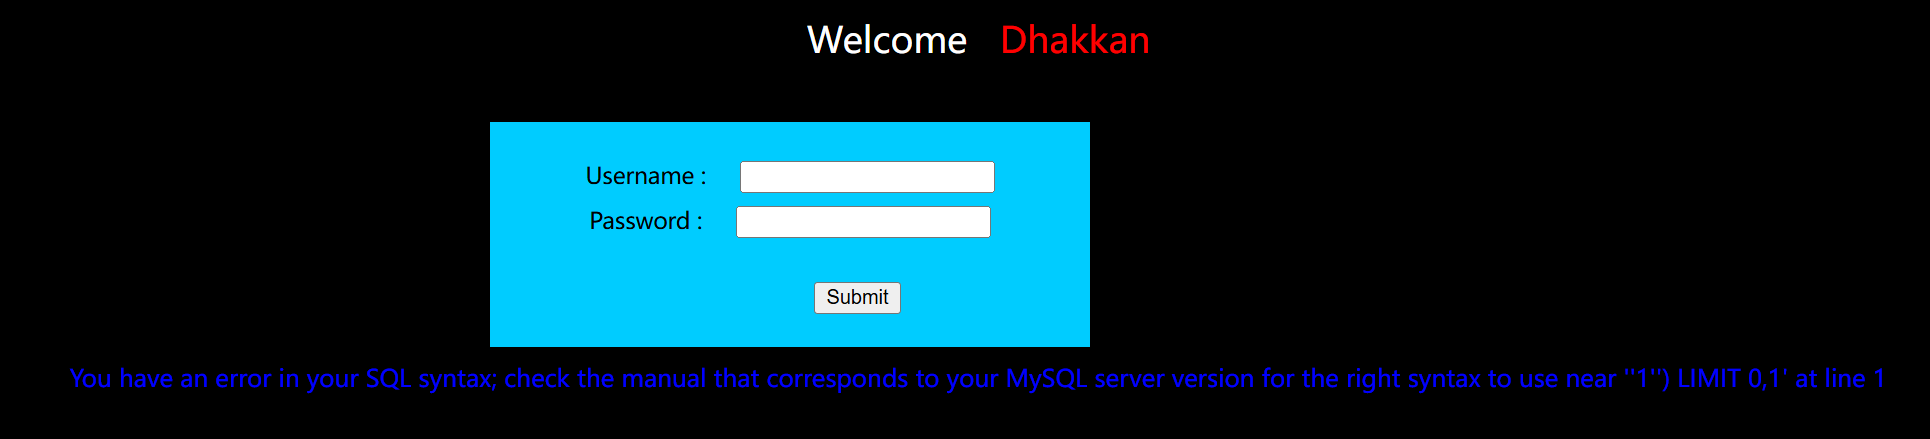 Welcome Dhakkan
Username :
Password :
Submit
You have an error in your SQL syntax; check the manual that corresponds to your MySQL server version for the right syntax to use near ''1'') LIMIT 0,1' at line 1